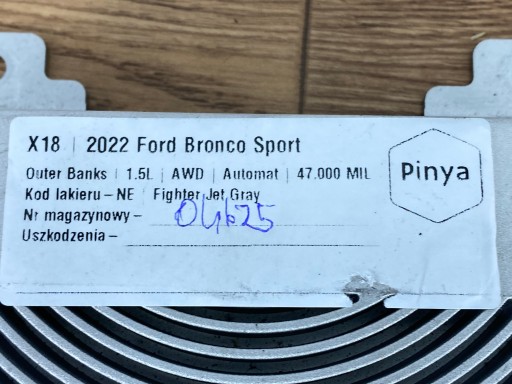 X18 | 2022 Ford Bronco Sport
Outer Banks | 1.5L | AWD | Automat | 47.000 MIL
Kod lakieru – NE | Fighter Jet Gray
Nr magazynowy – 04625
Uszkodzenia –
Pinya